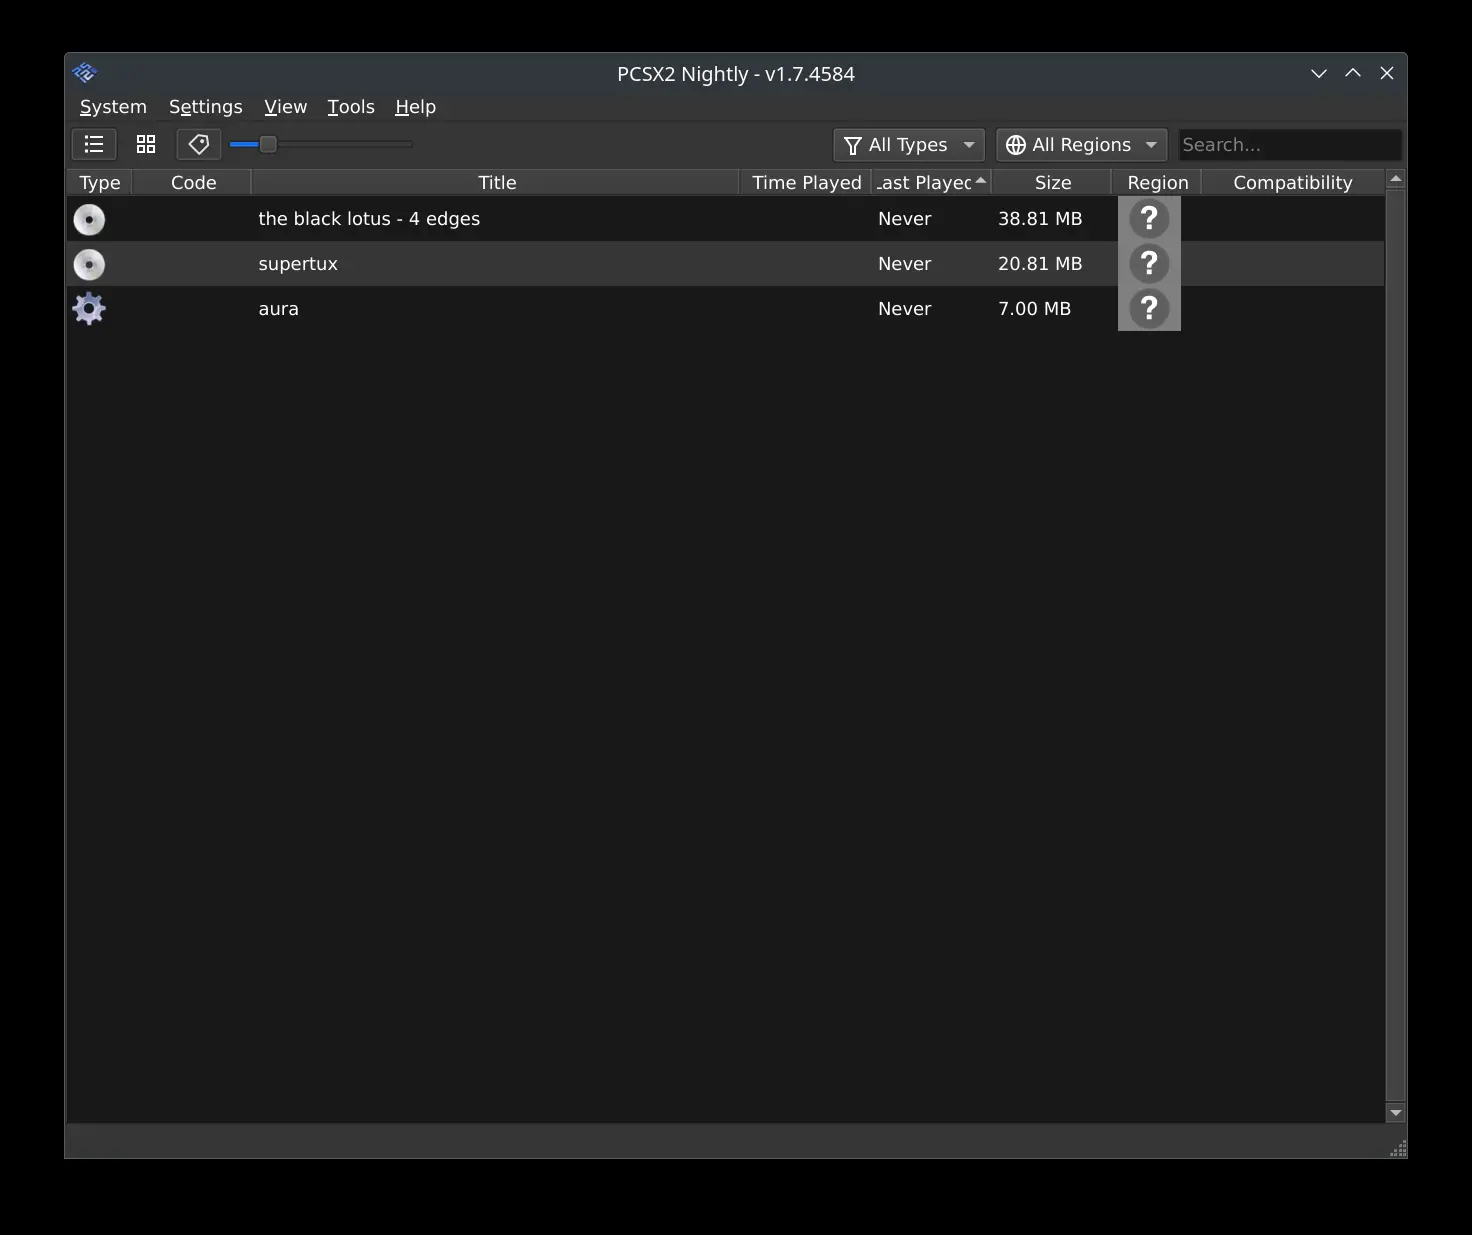 PCSX2 Nightly - v1.7.4584
System Settings View Tools Help
All Types All Regions Search...
Type Code Title Time Played ast Played Size Region Compatibility
the black lotus - 4 edges Never 38.81 MB ?
supertux Never 20.81 MB ?
aura Never 7.00 MB ?